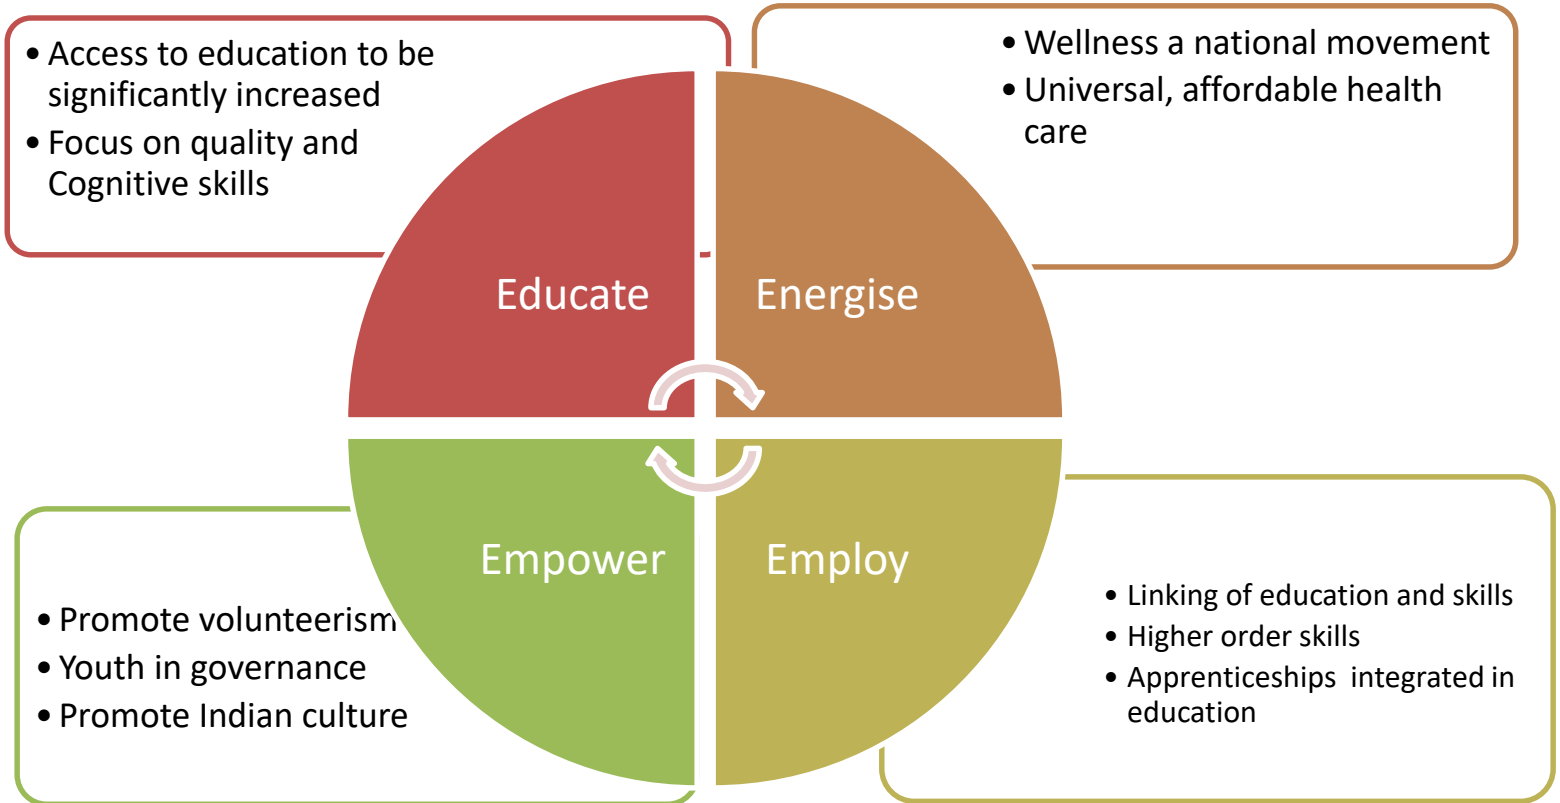 • Access to education to be
significantly increased
• Focus on quality and
Cognitive skills
• Wellness a national movement
• Universal, affordable health
care
Educate
Energise
Empower
Employ
• Promote volunteerism
• Youth in governance
• Promote Indian culture
• Linking of education and skills
• Higher order skills
• Apprenticeships integrated in
education